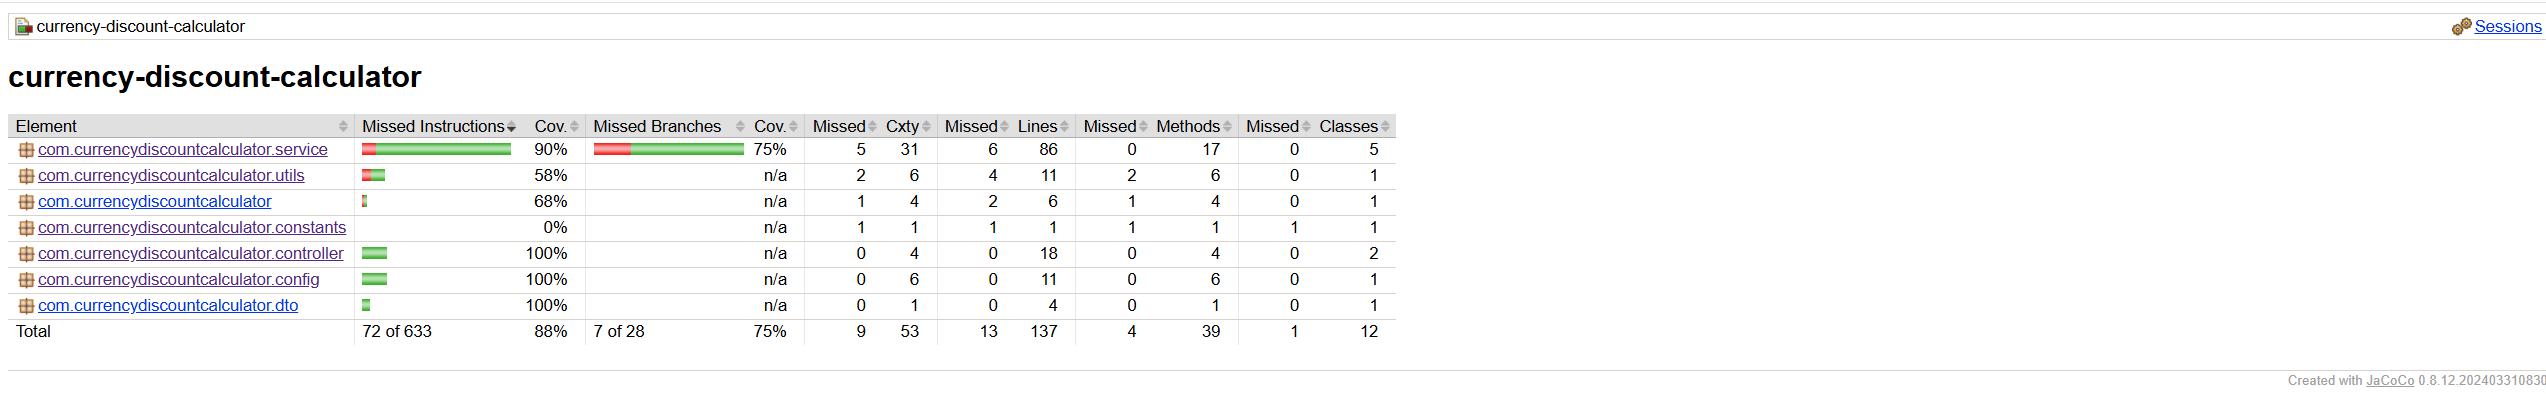 currency-discount-calculator Sessions
currency-discount-calculator
Element Missed Instructions Cov. Missed Branches Cov. Missed Cxty Missed Lines Missed Methods Missed Classes
com.currencydiscountcalculator.service 90% 75% 5 31 6 86 0 17 0 5
com.currencydiscountcalculator.utils 58% n/a 2 6 4 11 2 6 0 1
com.currencydiscountcalculator 68% n/a 1 4 2 6 1 4 0 1
com.currencydiscountcalculator.constants 0% n/a 1 1 1 1 1 1 1 1
com.currencydiscountcalculator.controller 100% n/a 0 4 0 18 0 4 0 2
com.currencydiscountcalculator.config 100% n/a 0 6 0 11 0 6 0 1
com.currencydiscountcalculator.dto 100% n/a 0 1 0 4 0 1 0 1
Total 72 of 633 88% 7 of 28 75% 9 53 13 137 4 39 1 12
Created with JaCoCo 0.8.12.202403310830